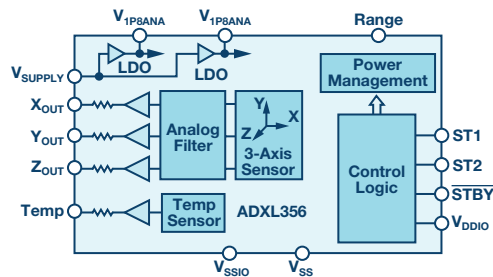 V1P8ANA
V1P8ANA
Range
VSUPPLY
LDO
LDO
Power
Management
XOUT
YOUT
ZOUT
Analog
Filter
Y
X
Z
3-Axis
Sensor
Control
Logic
ST1
ST2
STBY
VDDIO
Temp
Temp
Sensor
ADXL356
VSSIO
VSS